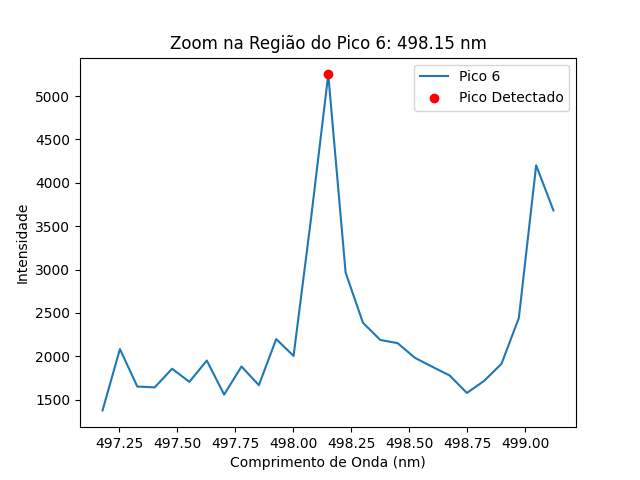 Zoom na Região do Pico 6: 498.15 nm
Pico 6
Pico Detectado
Intensidade
5000
4500
4000
3500
3000
2500
2000
1500
497.25 497.50 497.75 498.00 498.25 498.50 498.75 499.00
Comprimento de Onda (nm)